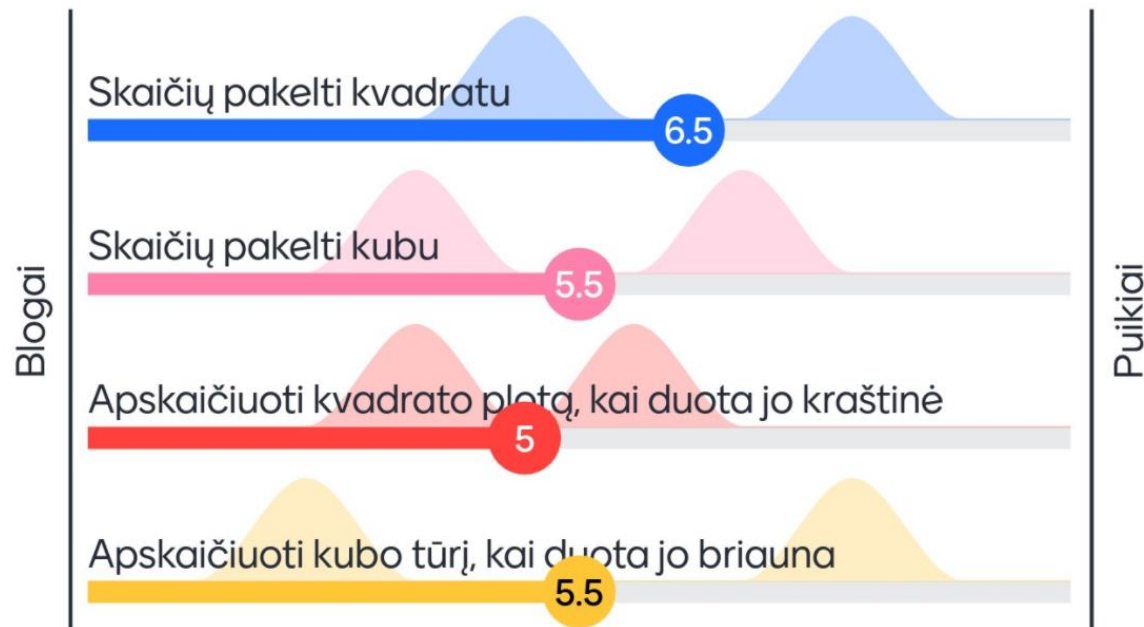 Skaičių pakelti kvadratu
6.5
Skaičių pakelti kubu
5.5
Blogai
Puikiai
Apskaičiuoti kvadrato plotą, kai duota jo kraštinė
5
Apskaičiuoti kubo tūrį, kai duota jo briauna
5.5